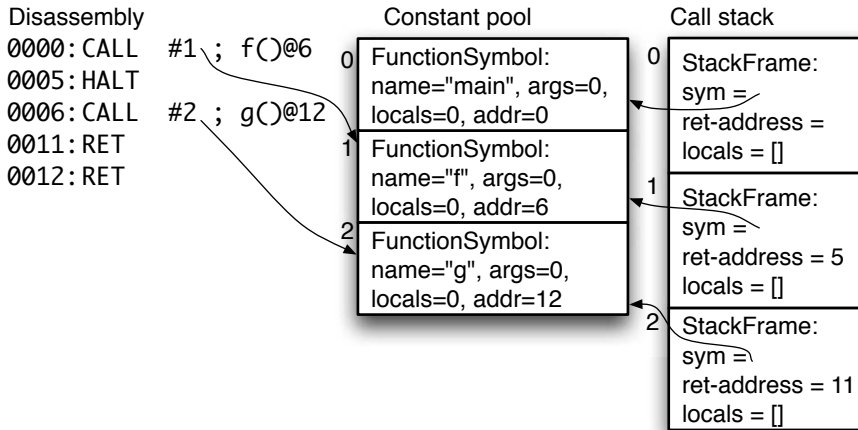 Disassembly
0000: CALL #1 ; f()@6
0005: HALT
0006: CALL #2 ; g()@12
0011: RET
0012: RET
Constant pool
0
FunctionSymbol:
name="main", args=0,
locals=0, addr=0
1
FunctionSymbol:
name="f", args=0,
locals=0, addr=6
2
FunctionSymbol:
name="g", args=0,
locals=0, addr=12
Call stack
0
StackFrame:
sym =
ret-address =
locals = []
1
StackFrame:
sym =
ret-address = 5
locals = []
2
StackFrame:
sym =
ret-address = 11
locals = []